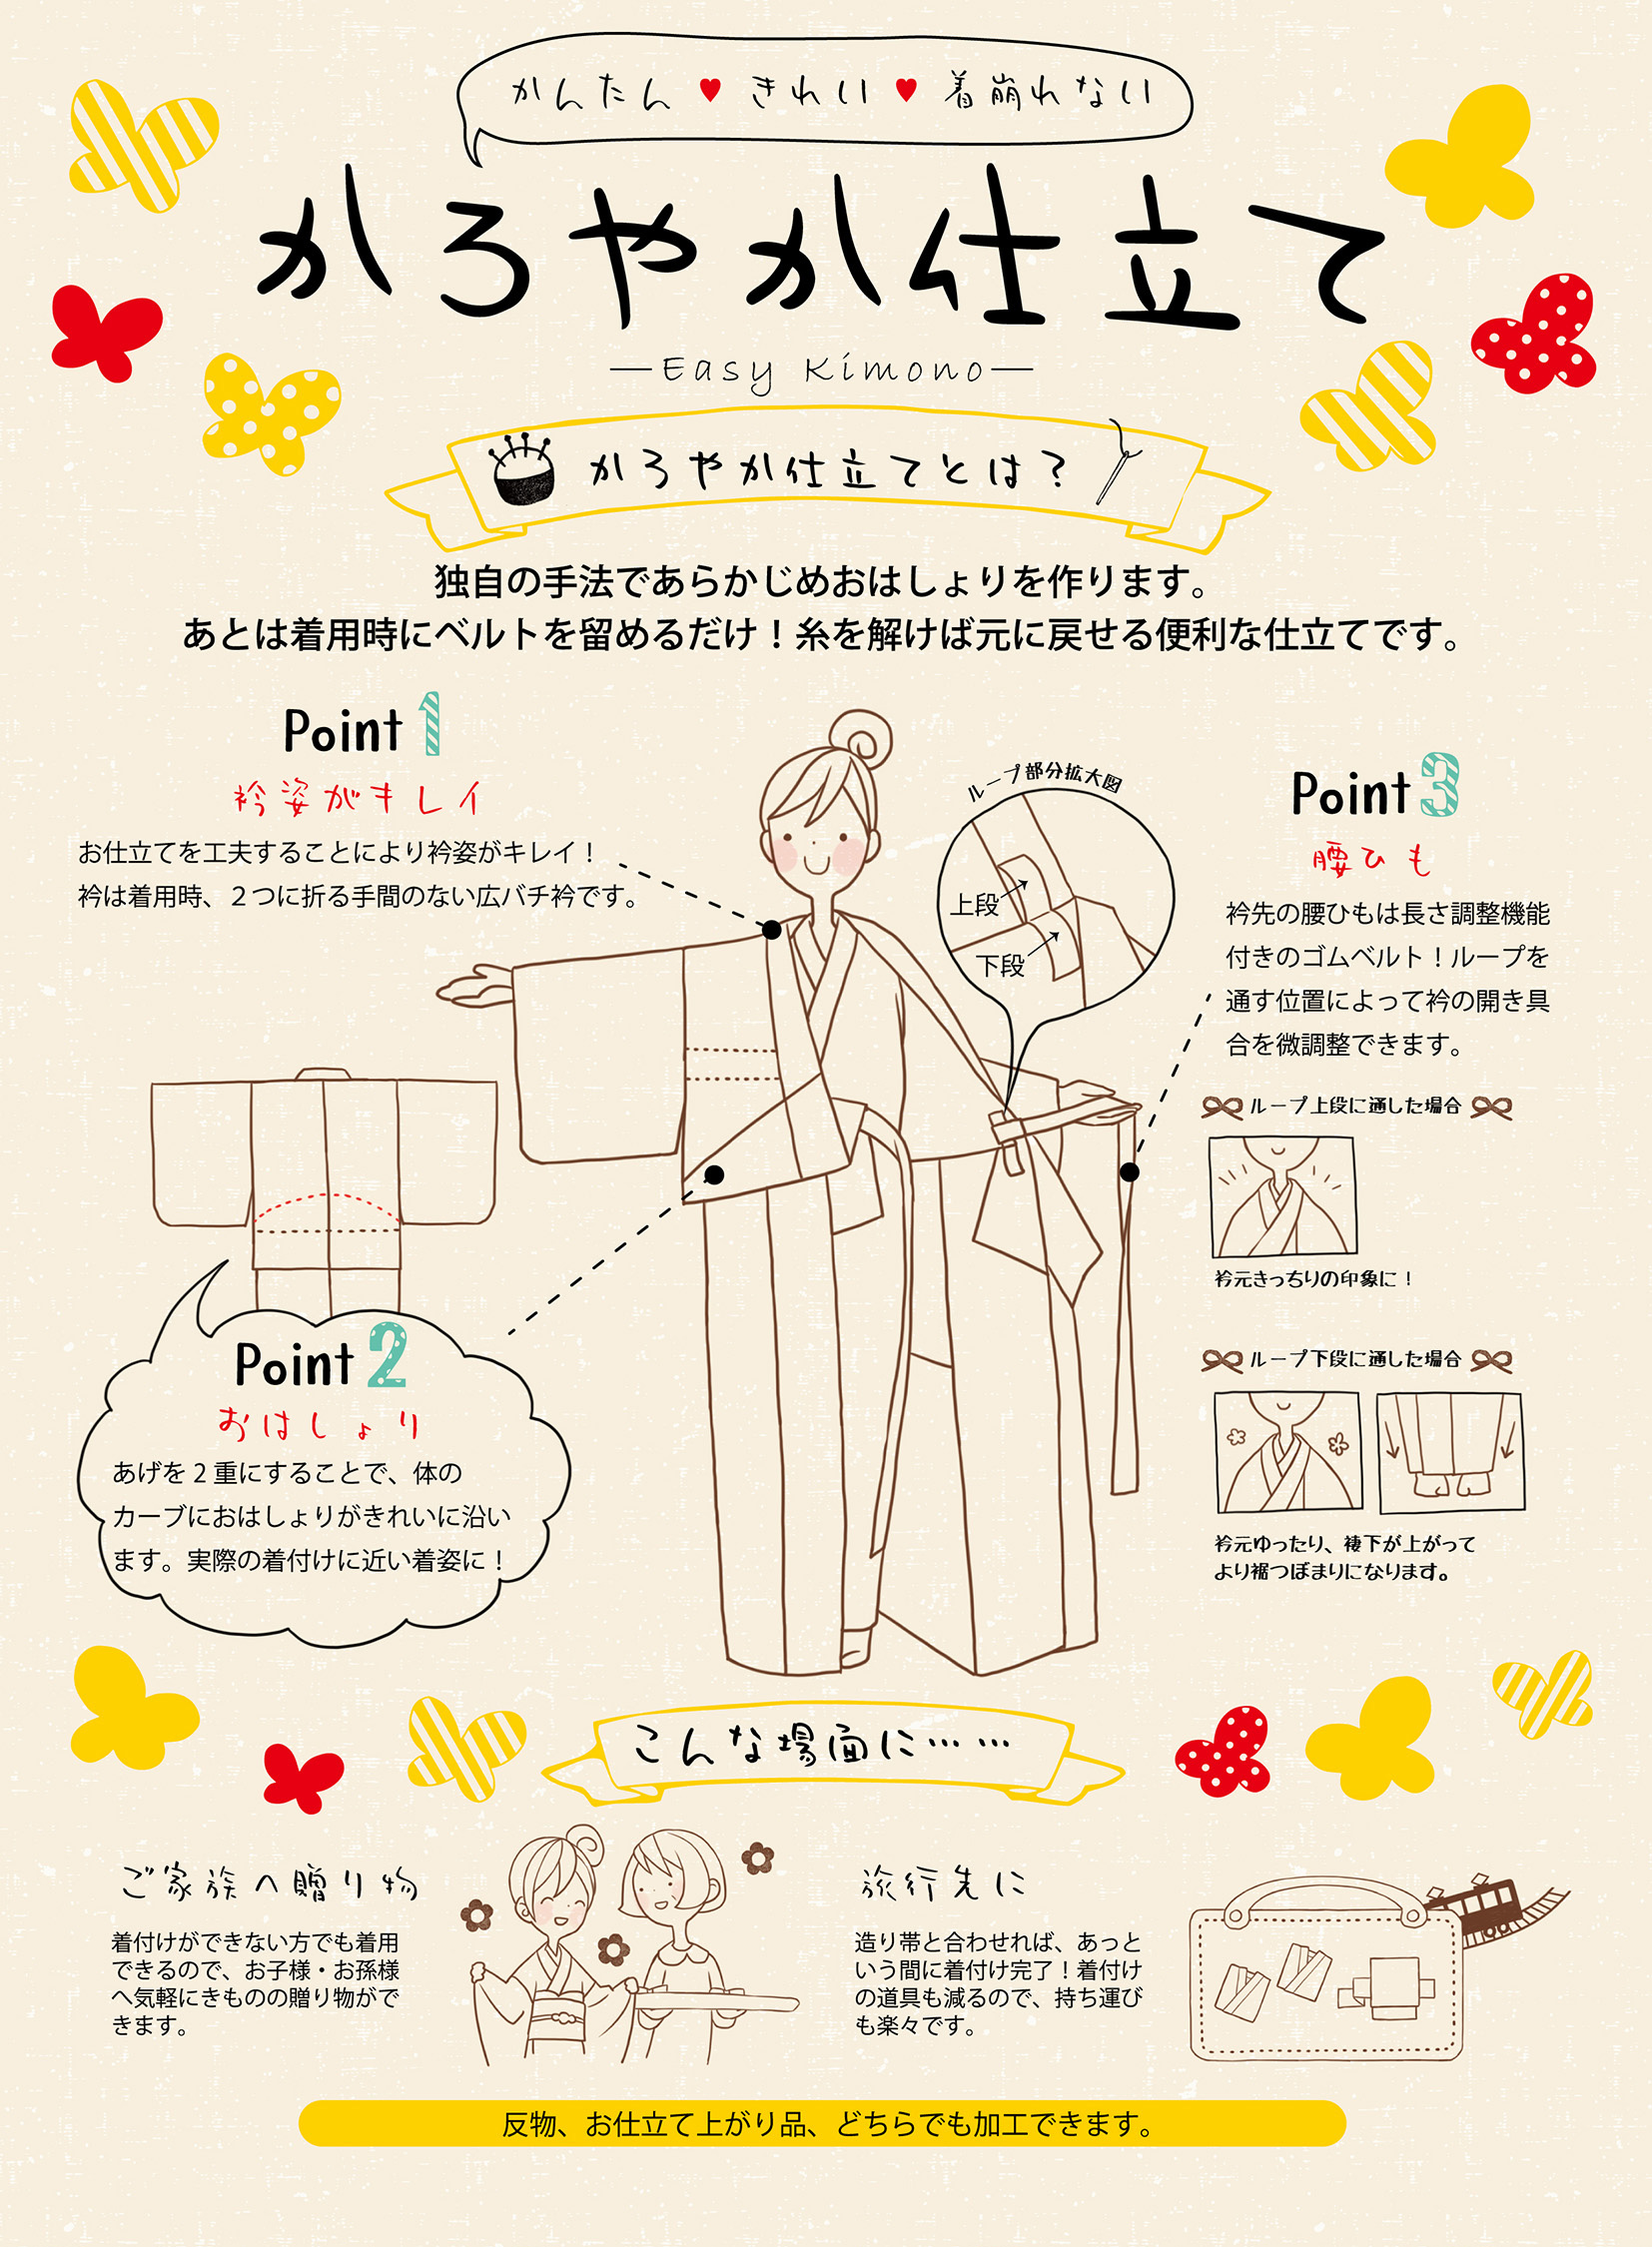 かんたん♥きれい♥着崩れない
かろやか仕立て
—Easy Kimono—
かろやか仕立てとは？
独自の手法であらかじめおはしょりを作ります。
あとは着用時にベルトを留めるだけ！糸を解けば元に戻せる便利な仕立てです。
Point 1
衿姿がキレイ
お仕立てを工夫することにより衿姿がキレイ！
衿は着用時、２つに折る手間のない広バチ衿です。
ループ部分拡大図
上段
下段
Point 3
腰ひも
衿先の腰ひもは長さ調整機能
付きのゴムベルト！ループを
通す位置によって衿の開き具
合を微調整できます。
ループ上段に通した場合
衿元きっちりの印象に！
ループ下段に通した場合
衿元ゆったり、褄下が上がって
より裾つぼまりになります。
Point 2
おはしょり
あげを２重にすることで、体の
カーブにおはしょりがきれいに沿い
ます。実際の着付けに近い着姿に！
こんな場面に……
ご家族へ贈り物
着付けができない方でも着用
できるので、お子様・お孫様
へ気軽にきものの贈り物がで
きます。
旅行先に
造り帯と合わせれば、あっと
いう間に着付け完了！着付け
の道具も減るので、持ち運び
も楽々です。
反物、お仕立て上がり品、どちらでも加工できます。